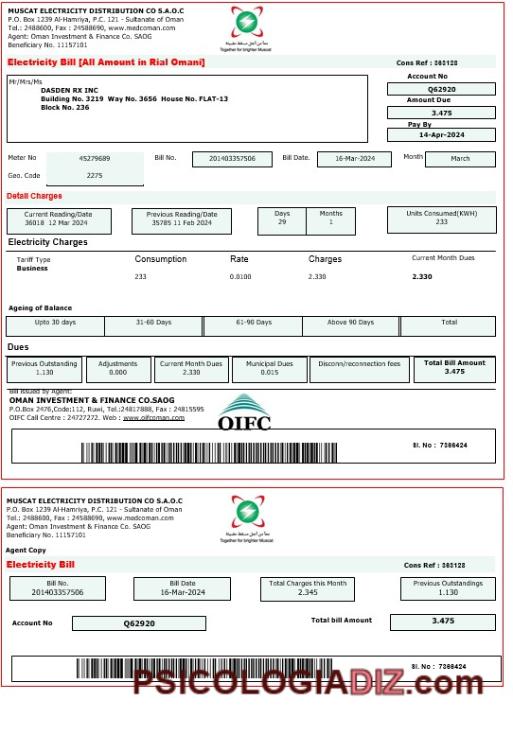 MUSCAT ELECTRICITY DISTRIBUTION CO S.A.O.C
P.O. Box 1239 Al-Hamriya, P.C. 121 - Sultanate of Oman
Tel.: 2488600, Fax : 24588690, www.medcoman.com
Agent: Oman Investment & Finance Co. SAOG
Beneficiary No. 11157101
Together for brighter Muscat
Electricity Bill [All Amount in Rial Omani]
Cons Ref : 383128
Mr/Mrs/Ms
DASDEN RX INC
Building No. 3219 Way No. 3656 House No. FLAT-13
Block No. 236
Account No
Q62920
Amount Due
3.475
Pay By
14-Apr-2024
Meter No 45279689 Bill No. 201403357506 Bill Date. 16-Mar-2024 Month March
Geo. Code 2275
Detail Charges
Current Reading/Date Previous Reading/Date Days Months Units Consumed(KWH)
36018 12 Mar 2024 35785 11 Feb 2024 29 1 233
Electricity Charges
Tariff Type Consumption Rate Charges Current Month Dues
Business
233 0.0100 2.330 2.330
Ageing of Balance
Upto 30 days 31-60 Days 61-90 Days Above 90 Days Total
Dues
Previous Outstanding Adjustments Current Month Dues Municipal Dues Disconn/reconnection fees Total Bill Amount
1.130 0.000 2.330 0.015 3.475
Bill issued by Agent:
OMAN INVESTMENT & FINANCE CO.SAOG
P.O.Box 2476,Code:112, Ruwi, Tel.:24817888, Fax : 24815595
OIFC Call Centre : 24727272. Web : www.oifcoman.com
OIFC
Sl. No : 7386424
MUSCAT ELECTRICITY DISTRIBUTION CO S.A.O.C
P.O. Box 1239 Al-Hamriya, P.C. 121 - Sultanate of Oman
Tel.: 2488600, Fax : 24588690, www.medcoman.com
Agent: Oman Investment & Finance Co. SAOG
Beneficiary No. 11157101
Together for brighter Muscat
Agent Copy
Electricity Bill
Cons Ref : 383128
Bill No. Bill Date Total Charges this Month Previous Outstandings
201403357506 16-Mar-2024 2.345 1.130
Account No Q62920 Total bill Amount 3.475
Sl. No : 7386424
PSICOLOGIADIZ.com